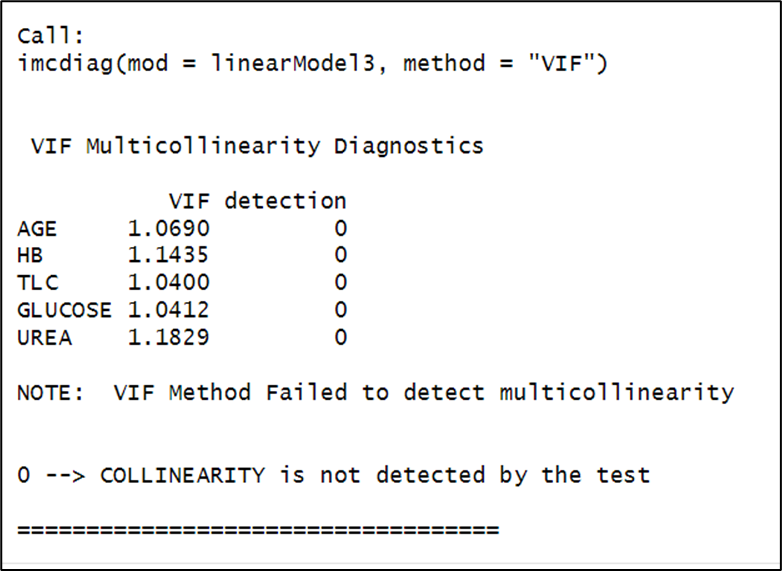 Call:
imcdiag(mod = linearModel3, method = "VIF")
VIF Multicollinearity Diagnostics
VIF detection
AGE 1.0690 0
HB 1.1435 0
TLC 1.0400 0
GLUCOSE 1.0412 0
UREA 1.1829 0
NOTE: VIF Method Failed to detect multicollinearity
0 --> COLLINEARITY is not detected by the test
===================================